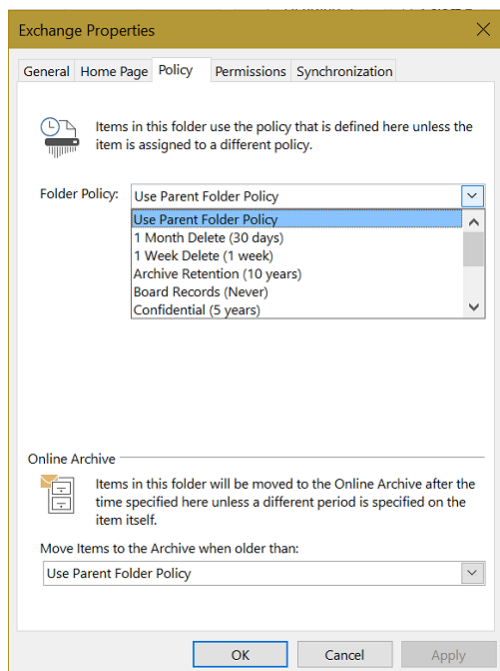 Exchange Properties
General Home Page Policy Permissions Synchronization
Items in this folder use the policy that is defined here unless the
item is assigned to a different policy.
Folder Policy: Use Parent Folder Policy
Use Parent Folder Policy
1 Month Delete (30 days)
1 Week Delete (1 week)
Archive Retention (10 years)
Board Records (Never)
Confidential (5 years)
Online Archive
Items in this folder will be moved to the Online Archive after the
time specified here unless a different period is specified on the
item itself.
Move Items to the Archive when older than:
Use Parent Folder Policy
OK Cancel Apply